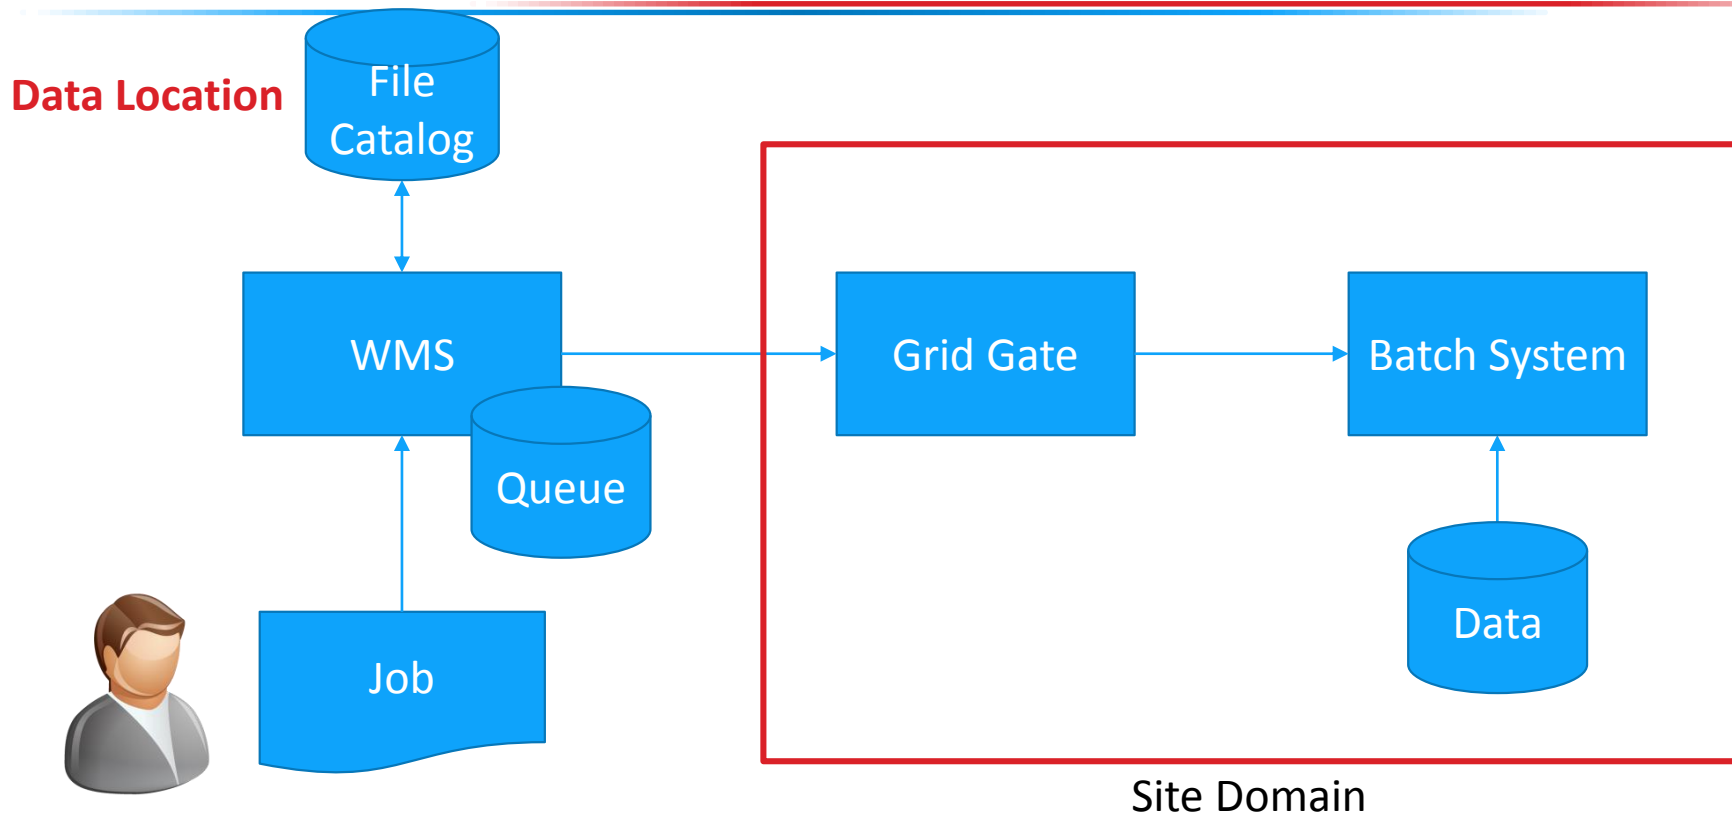 Data Location
File
Catalog
WMS
Queue
Job
Grid Gate
Batch System
Data
Site Domain